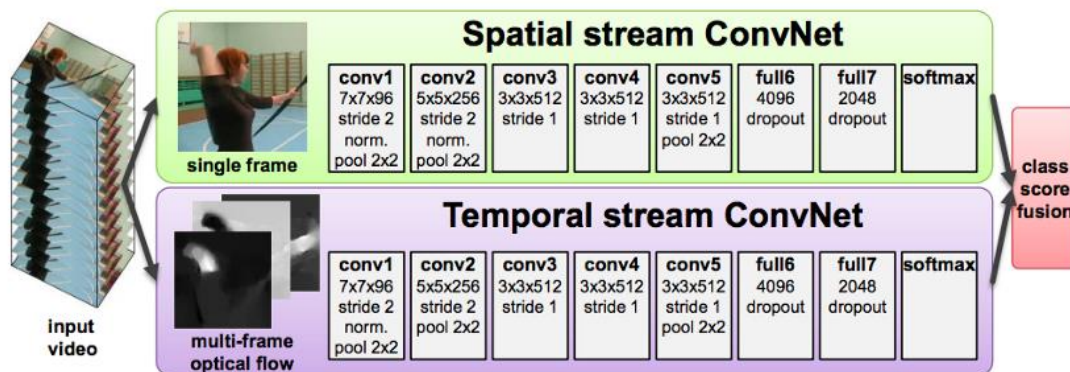 Spatial stream ConvNet
conv1
7x7x96
stride 2
norm.
pool 2x2
conv2
5x5x256
stride 2
norm.
pool 2x2
conv3
3x3x512
stride 1
conv4
3x3x512
stride 1
conv5
3x3x512
stride 1
pool 2x2
full6
4096
dropout
full7
2048
dropout
softmax
single frame
Temporal stream ConvNet
conv1
7x7x96
stride 2
norm.
pool 2x2
conv2
5x5x256
stride 2
pool 2x2
conv3
3x3x512
stride 1
conv4
3x3x512
stride 1
conv5
3x3x512
stride 1
pool 2x2
full6
4096
dropout
full7
2048
dropout
softmax
multi-frame
optical flow
input
video
class
score
fusion